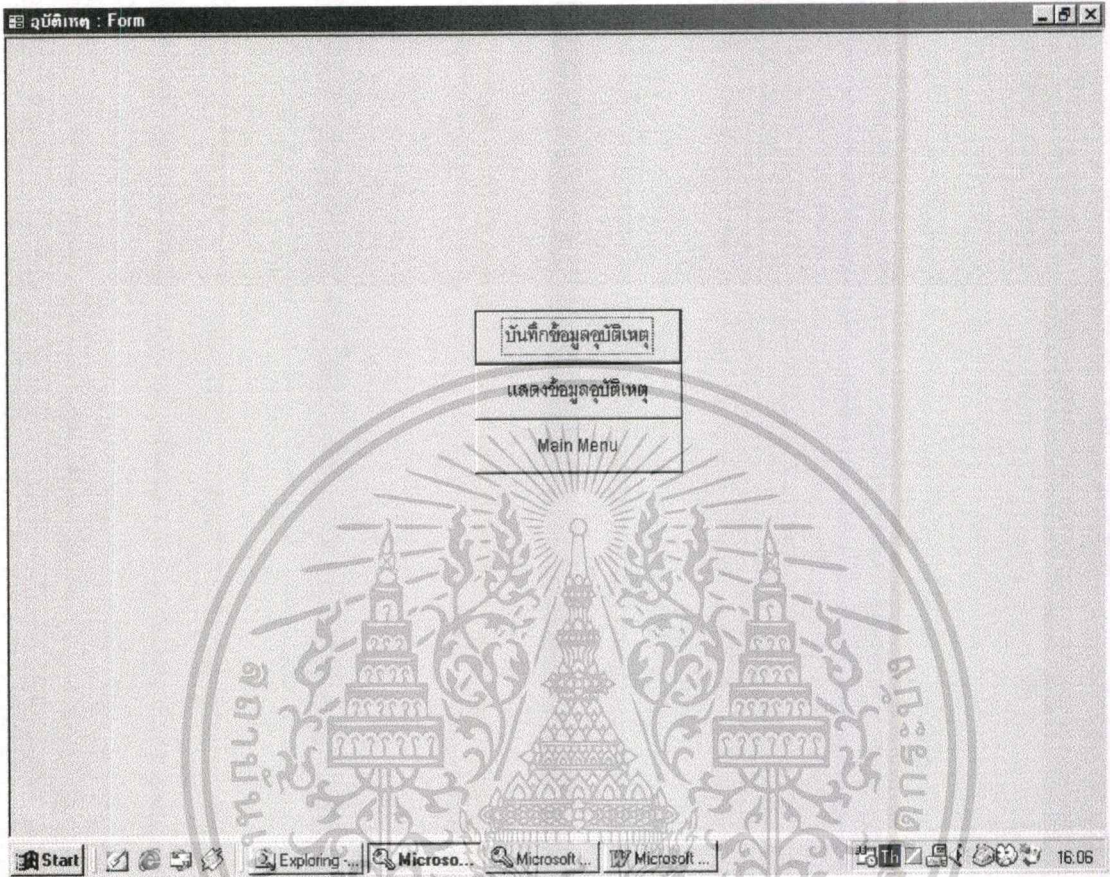 อุบัติเหตุ : Form
บันทึกข้อมูลอุบัติเหตุ
แสดงข้อมูลอุบัติเหตุ
Main Menu
Start
Exploring -...
Microso...
Microsoft ...
Microsoft ...
Th
16:06